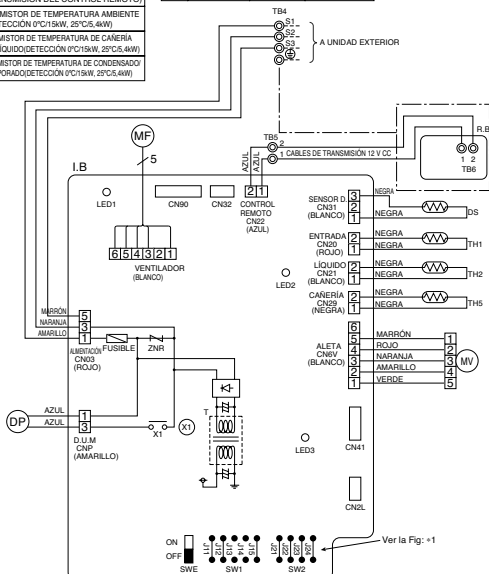 NSMISIÓN DEL CONTROL REMOTO)
MISTOR DE TEMPERATURA AMBIENTE
TECCIÓN 0°C/15kW, 25°C/5,4kW)
MISTOR DE TEMPERATURA DE CAÑERÍA
ÍQUIDO(DETECCIÓN 0°C/15kW, 25°C/5,4kW)
MISTOR DE TEMPERATURA DE CONDENSADO/
PORADO(DETECCIÓN 0°C/15kW, 25°C/5,4kW)
TB4
S1
S2
S3
A UNIDAD EXTERIOR
TB5
2
1
CABLES DE TRANSMISIÓN 12 V CC
AZUL
AZUL
R.B
1 2
TB6
MF
5
I.B
LED1
CN90
CN32
2 1
CONTROL
REMOTO
CN22
(AZUL)
6 5 4 3 2 1
VENTILADOR
(BLANCO)
SENSOR D.
CN31
(BLANCO)
3
2
1
NEGRA
NEGRA
DS
ENTRADA
CN20
(ROJO)
2
1
NEGRA
NEGRA
TH1
LÍQUIDO
CN21
(BLANCO)
2
1
NEGRA
NEGRA
TH2
CAÑERÍA
CN29
(NEGRA)
2
1
NEGRA
NEGRA
TH5
LED2
ALETA
CN6V
(BLANCO)
6
5
4
3
2
1
MARRÓN
ROJO
NARANJA
AMARILLO
VERDE
1
2
3
4
5
MV
MARRÓN
NARANJA
AMARILLO
5
3
1
ALIMENTACIÓN
CN03
(ROJO)
FUSIBLE
ZNR
T
DP
AZUL
AZUL
1
3
D.U.M
CNP
(AMARILLO)
X1
X1
LED3
CN41
CN2L
ON
OFF
SWE
J11
J12
J13
J14
J15
SW1
J21
J22
J23
J24
SW2
Ver la Fig: *1